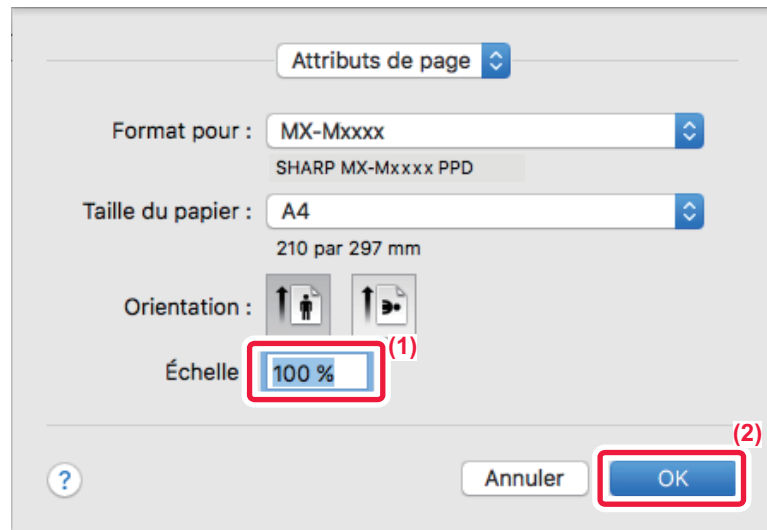 Attributs de page
Format pour : MX-Mxxxx
SHARP MX-Mxxxx PPD
Taille du papier : A4
210 par 297 mm
Orientation :
(1)
Échelle 100 %
(2)
? Annuler OK